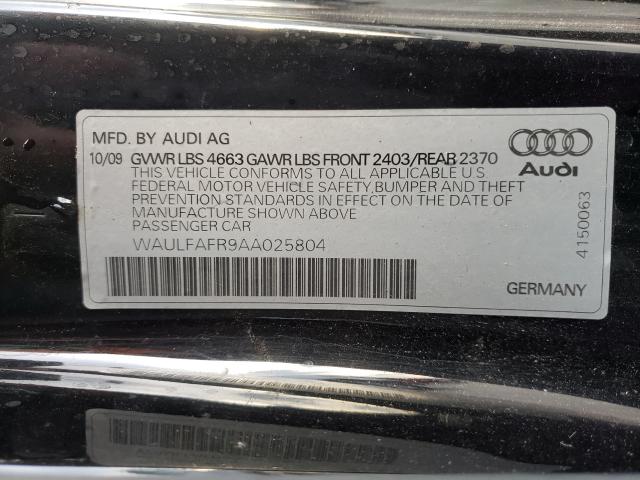 MFD. BY AUDI AG
10/09 GVWR LBS 4663 GAWR LBS FRONT 2403/REAR 2370
THIS VEHICLE CONFORMS TO ALL APPLICABLE U.S
FEDERAL MOTOR VEHICLE SAFETY,BUMPER AND THEFT
PREVENTION STANDARDS IN EFFECT ON THE DATE OF
MANUFACTURE SHOWN ABOVE.
PASSENGER CAR
WAULFAFR9AA025804
Audi
4150063
GERMANY